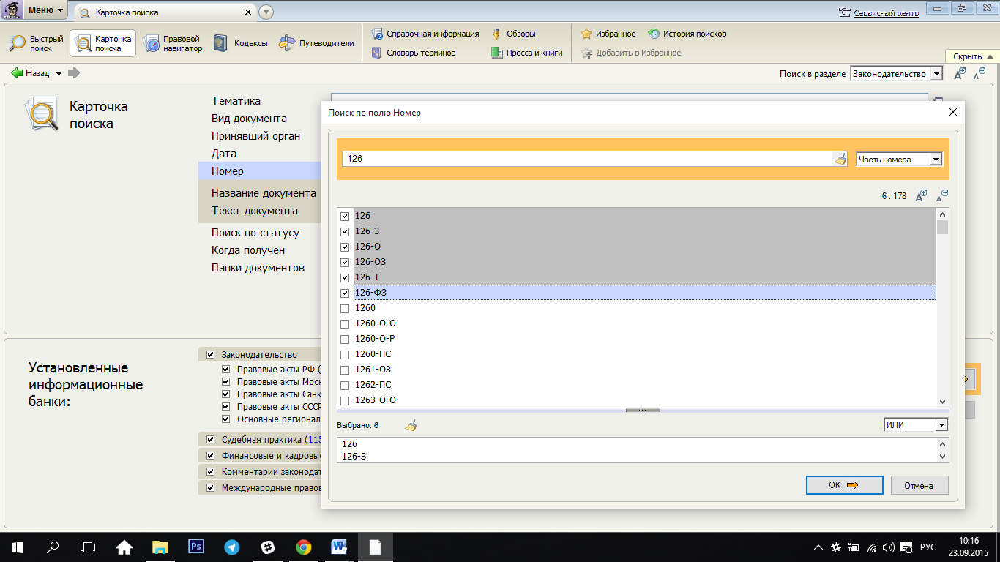 Меню
Карточка поиска
Сервисный центр
Быстрый
поиск
Карточка
поиска
Правовой
навигатор
Кодексы
Путеводители
Справочная информация
Словарь терминов
Обзоры
Пресса и книги
Избранное
История поисков
Добавить в Избранное
Скрыть
Назад
Поиск в разделе Законодательство
Карточка
поиска
Тематика
Вид документа
Принявший орган
Дата
Номер
Название документа
Текст документа
Поиск по статусу
Когда получен
Папки документов
Поиск по полю Номер
126
Часть номера
6 : 178
126
126-З
126-О
126-ОЗ
126-Т
126-ФЗ
1260
1260-О-О
1260-О-Р
1260-ПС
1261-ОЗ
1262-ПС
1263-О-О
Выбрано: 6
ИЛИ
126
126-З
ОК
Отмена
Установленные
информационные
банки:
Законодательство
Правовые акты РФ (
Правовые акты Моск
Правовые акты Санк
Правовые акты СССР
Основные регионал
Судебная практика (115
Финансовые и кадровые
Комментарии законодат
Международные правов
РУС
10:16
23.09.2015